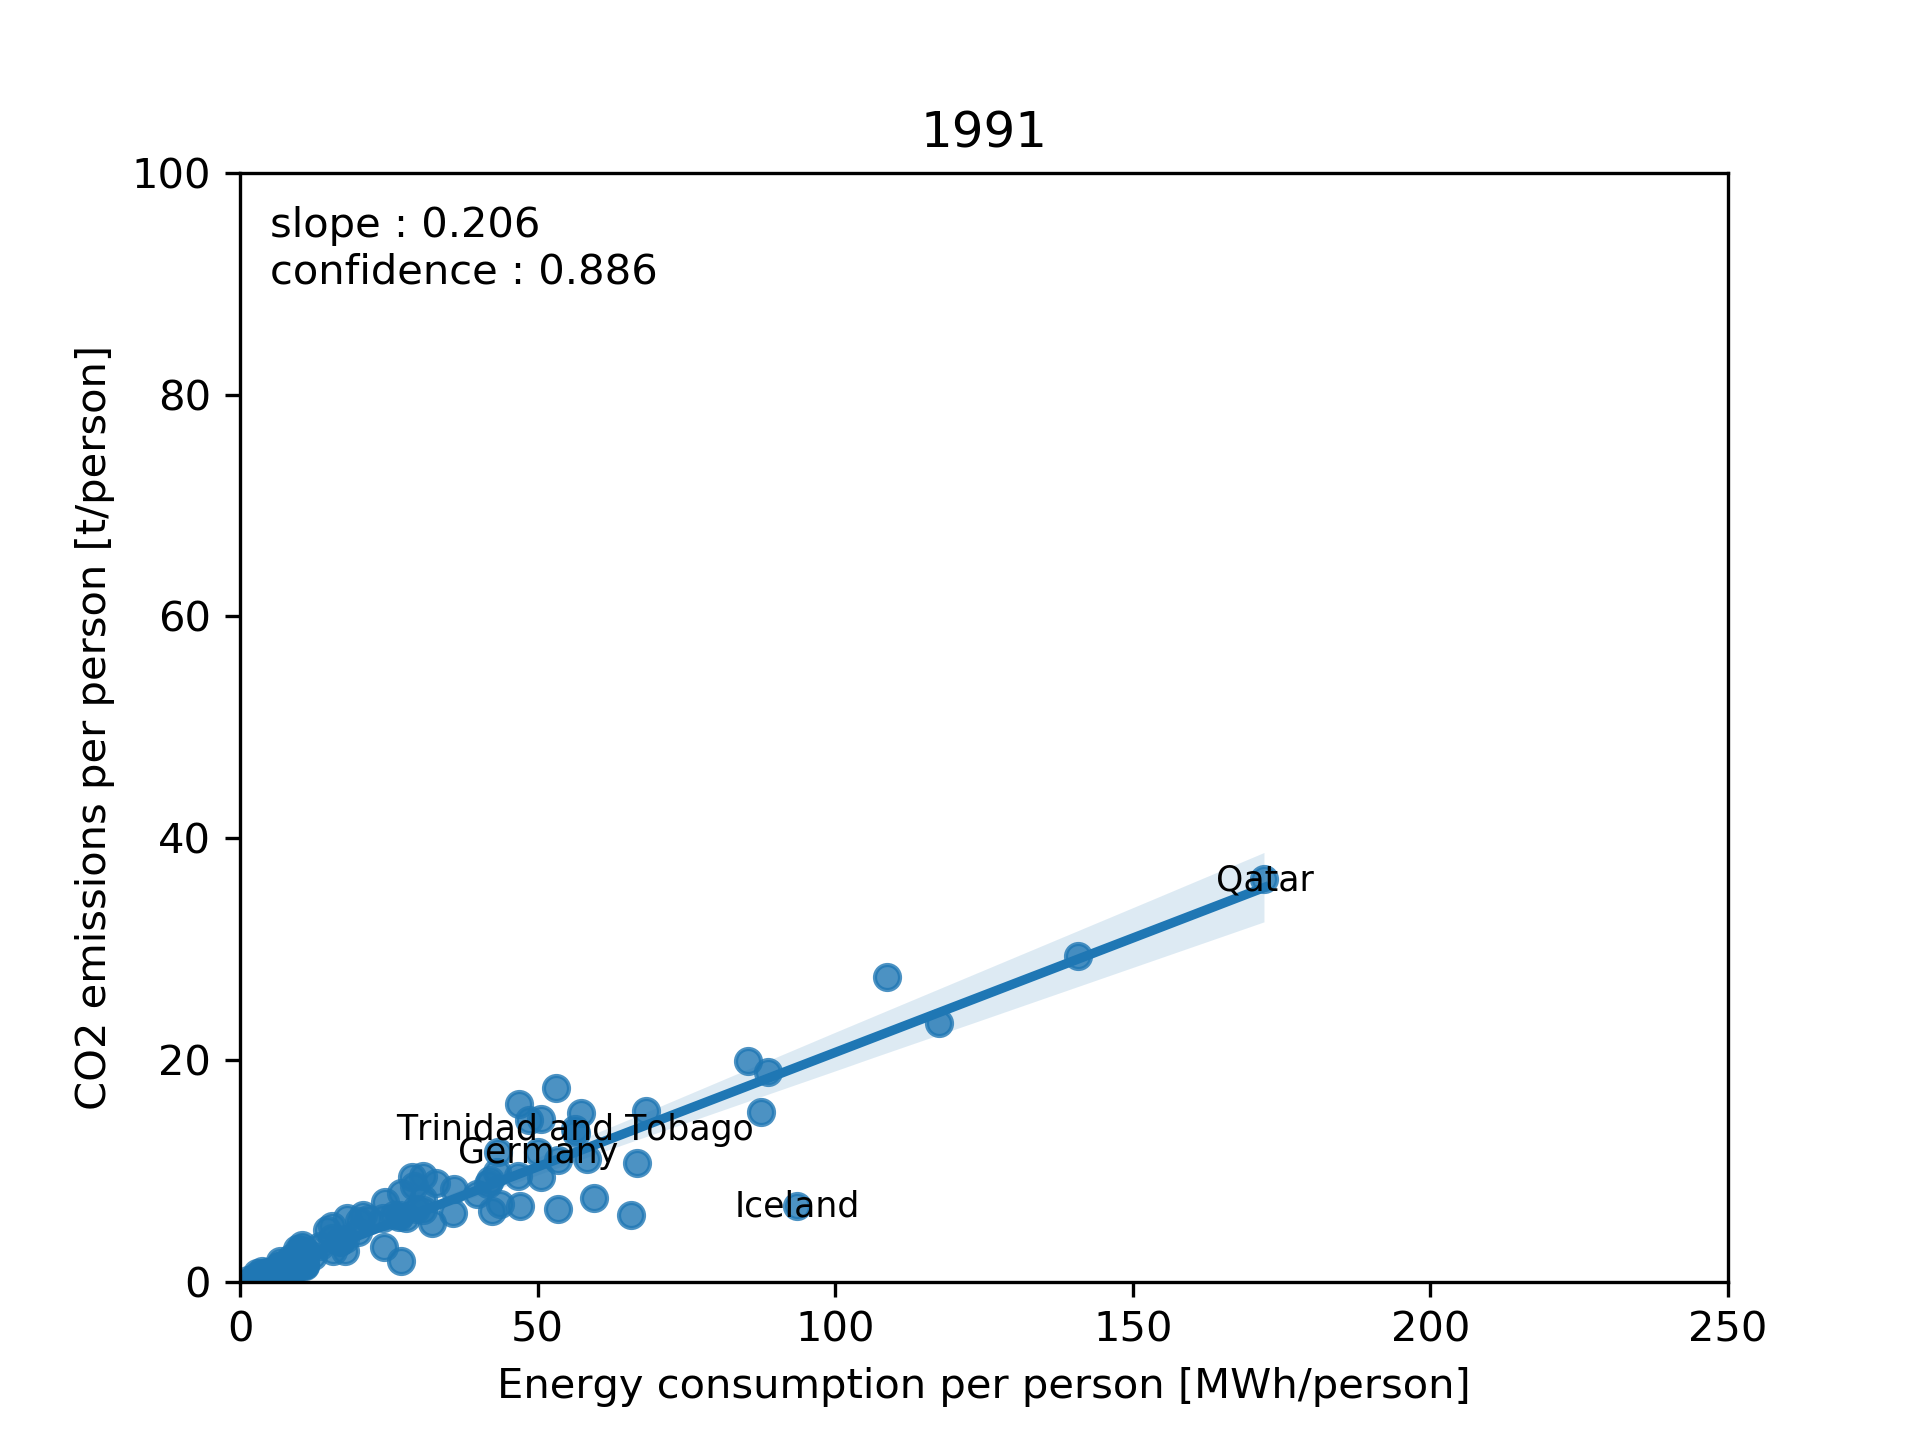 1991
slope : 0.206
confidence : 0.886
100
80
60
40
20
0
CO2 emissions per person [t/person]
Qatar
Trinidad and Tobago
Germany
Iceland
0 50 100 150 200 250
Energy consumption per person [MWh/person]